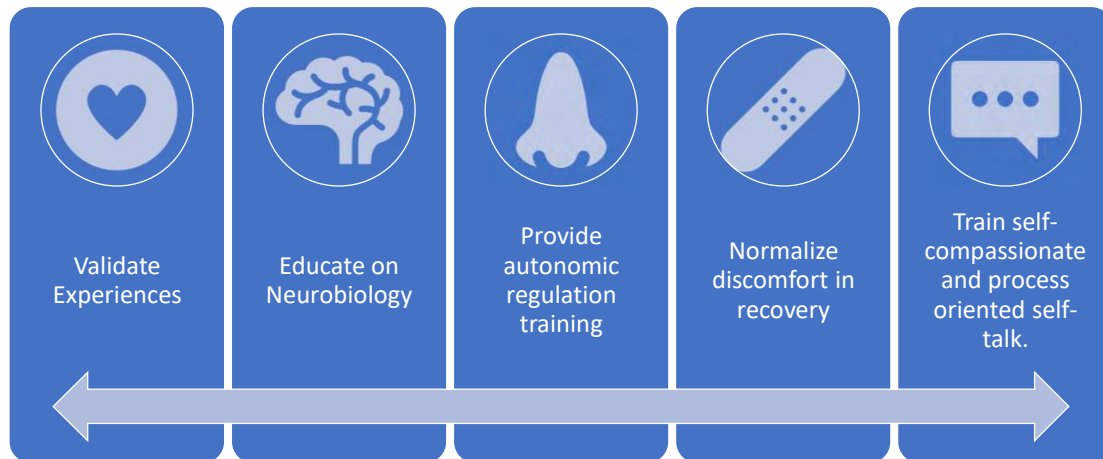 Validate
Experiences
Educate on
Neurobiology
Provide
autonomic
regulation
training
Normalize
discomfort in
recovery
Train self-
compassionate
and process
oriented self-
talk.